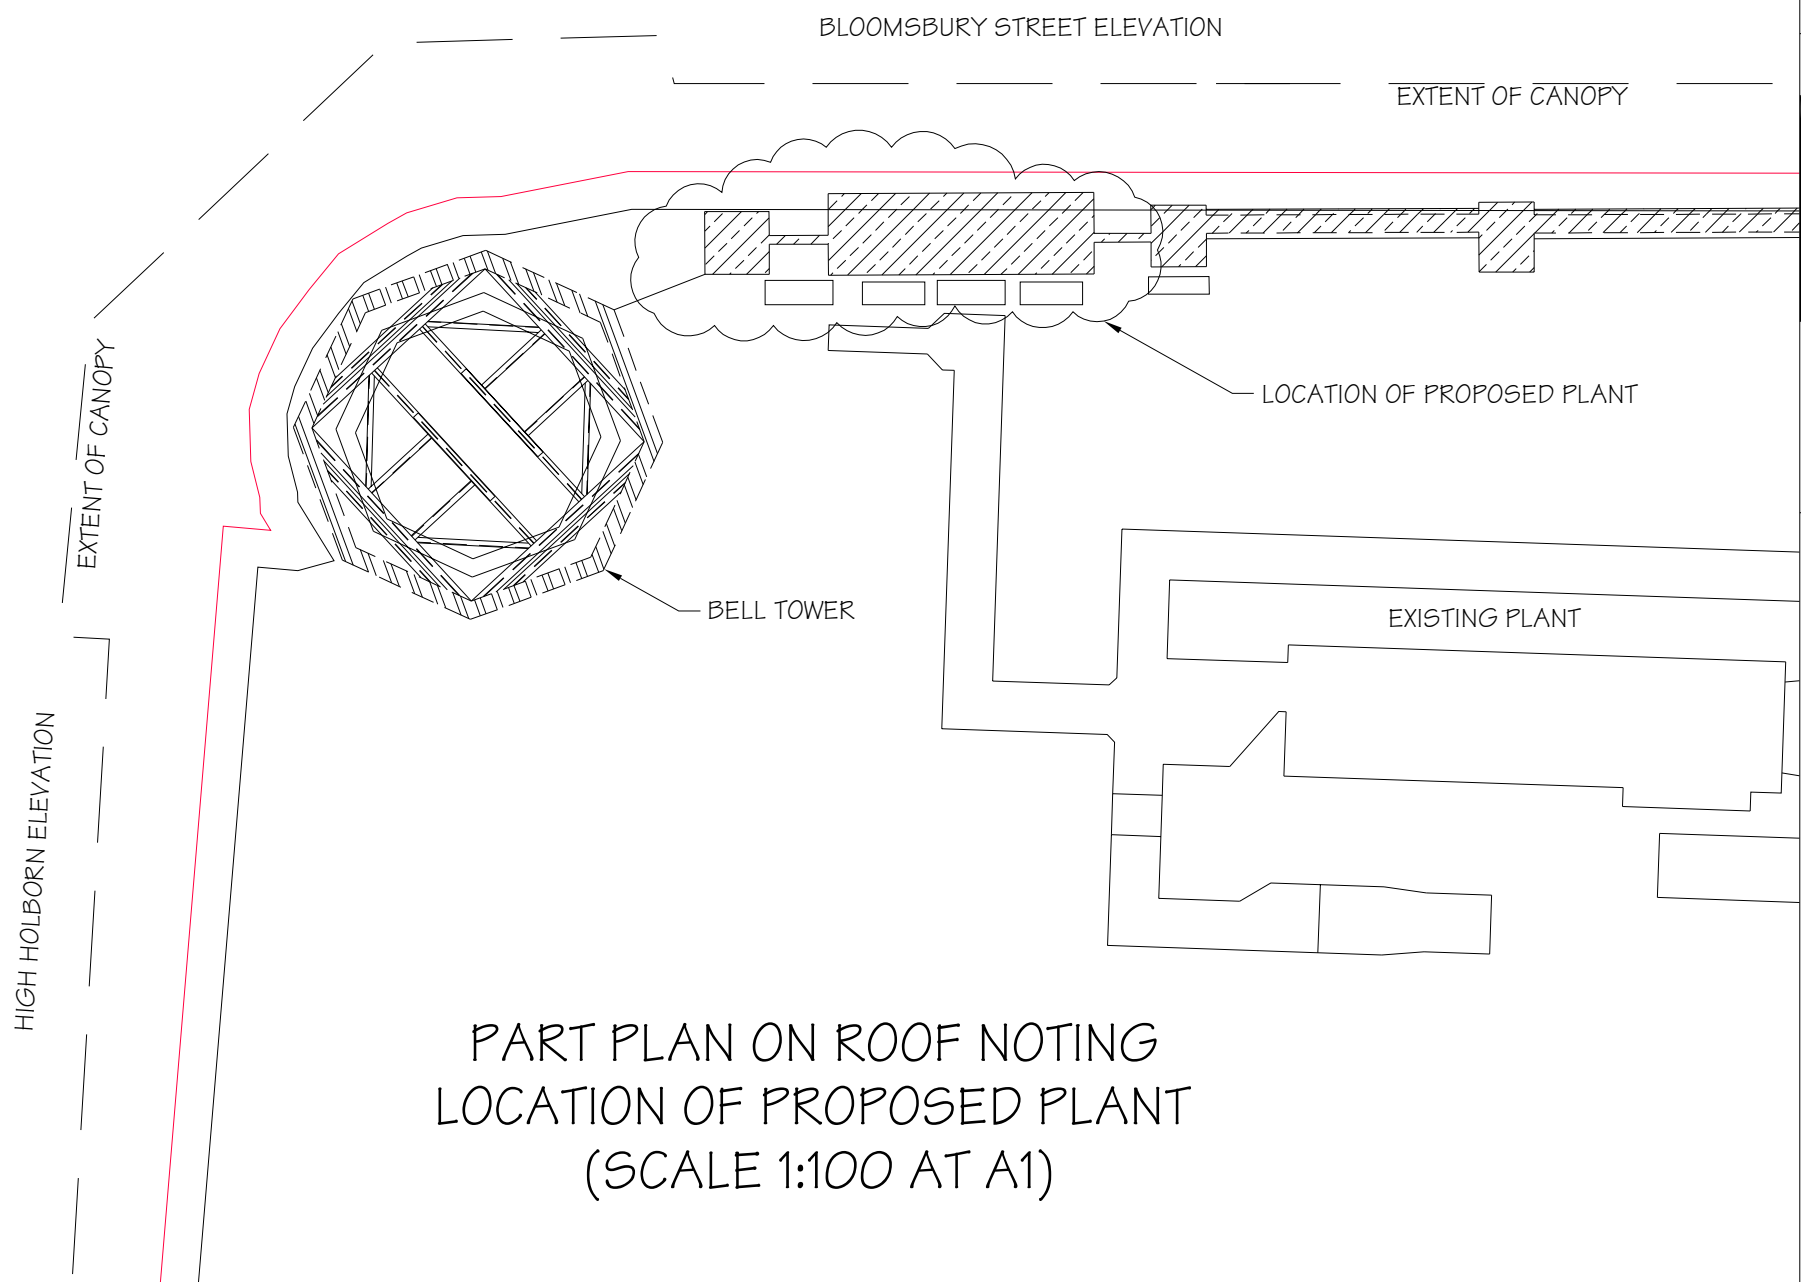 BLOOMSBURY STREET ELEVATION
EXTENT OF CANOPY
LOCATION OF PROPOSED PLANT
EXTENT OF CANOPY
BELL TOWER
EXISTING PLANT
HIGH HOLBORN ELEVATION
PART PLAN ON ROOF NOTING
LOCATION OF PROPOSED PLANT
(SCALE 1:100 AT A1)